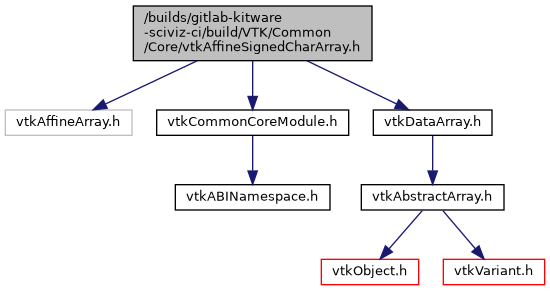 /builds/gitlab-kitware
-sciviz-ci/build/VTK/Common
/Core/vtkAffineSignedCharArray.h
vtkAffineArray.h
vtkCommonCoreModule.h
vtkDataArray.h
vtkABINamespace.h
vtkAbstractArray.h
vtkObject.h
vtkVariant.h